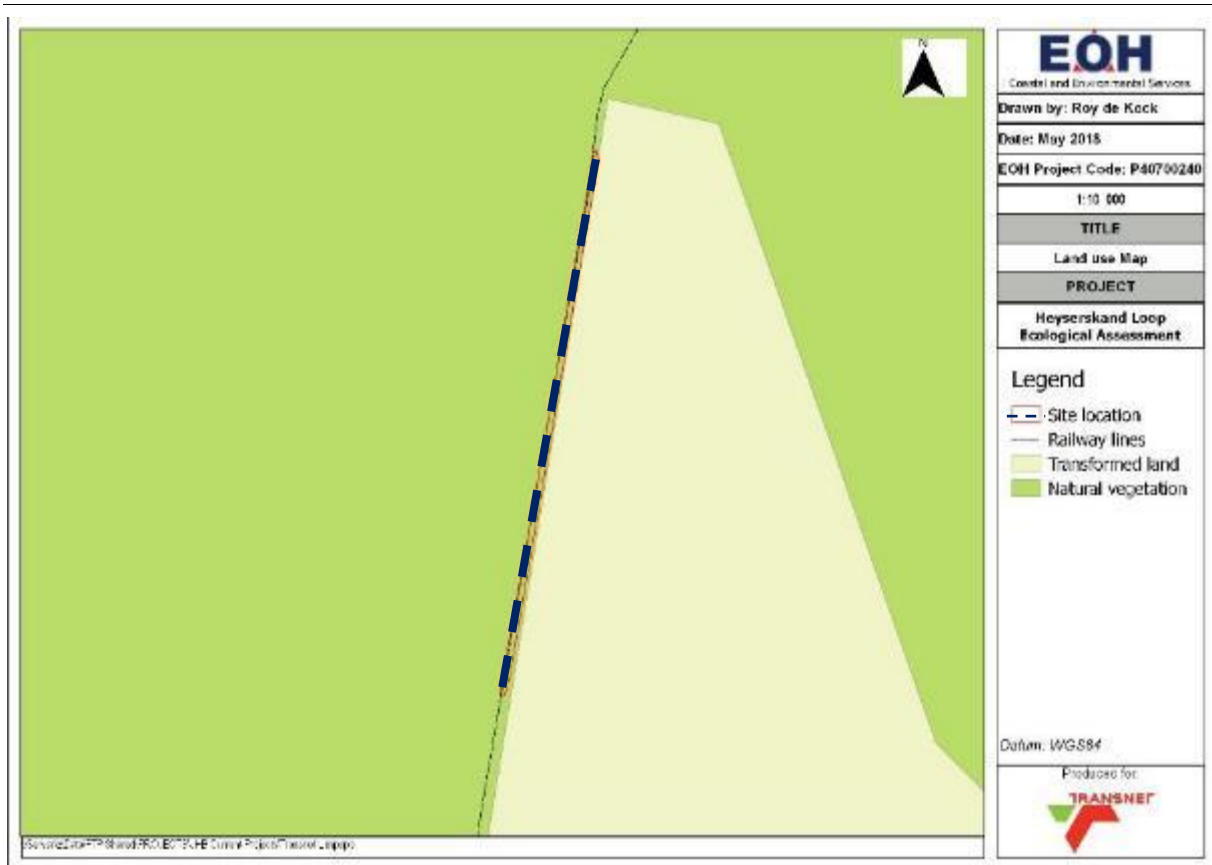 N
EOH
Coastal and Environmental Services
Drawn by: Roy de Kock
Date: May 2018
EOH Project Code: P40700240
1:10 000
TITLE
Land use Map
PROJECT
Heyserskand Loop
Ecological Assessment
Legend
Site location
Railway lines
Transformed land
Natural vegetation
Datum: WGS84
Produced for:
TRANSNET